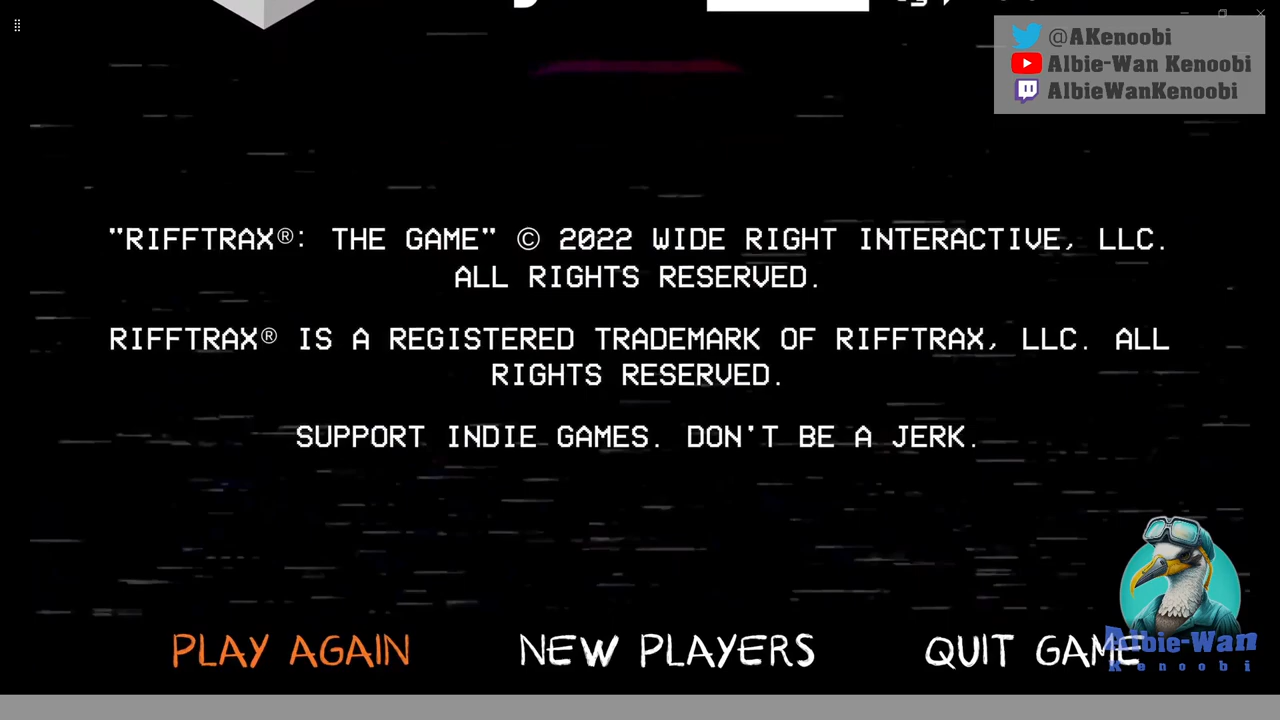 @AKenoobi
Albie-Wan Kenoobi
AlbieWanKenoobi
"RIFFTRAX®: THE GAME" © 2022 WIDE RIGHT INTERACTIVE, LLC.
ALL RIGHTS RESERVED.
RIFFTRAX® IS A REGISTERED TRADEMARK OF RIFFTRAX, LLC. ALL
RIGHTS RESERVED.
SUPPORT INDIE GAMES. DON'T BE A JERK.
PLAY AGAIN NEW PLAYERS QUIT GAME
Albie-Wan
Kenoobi